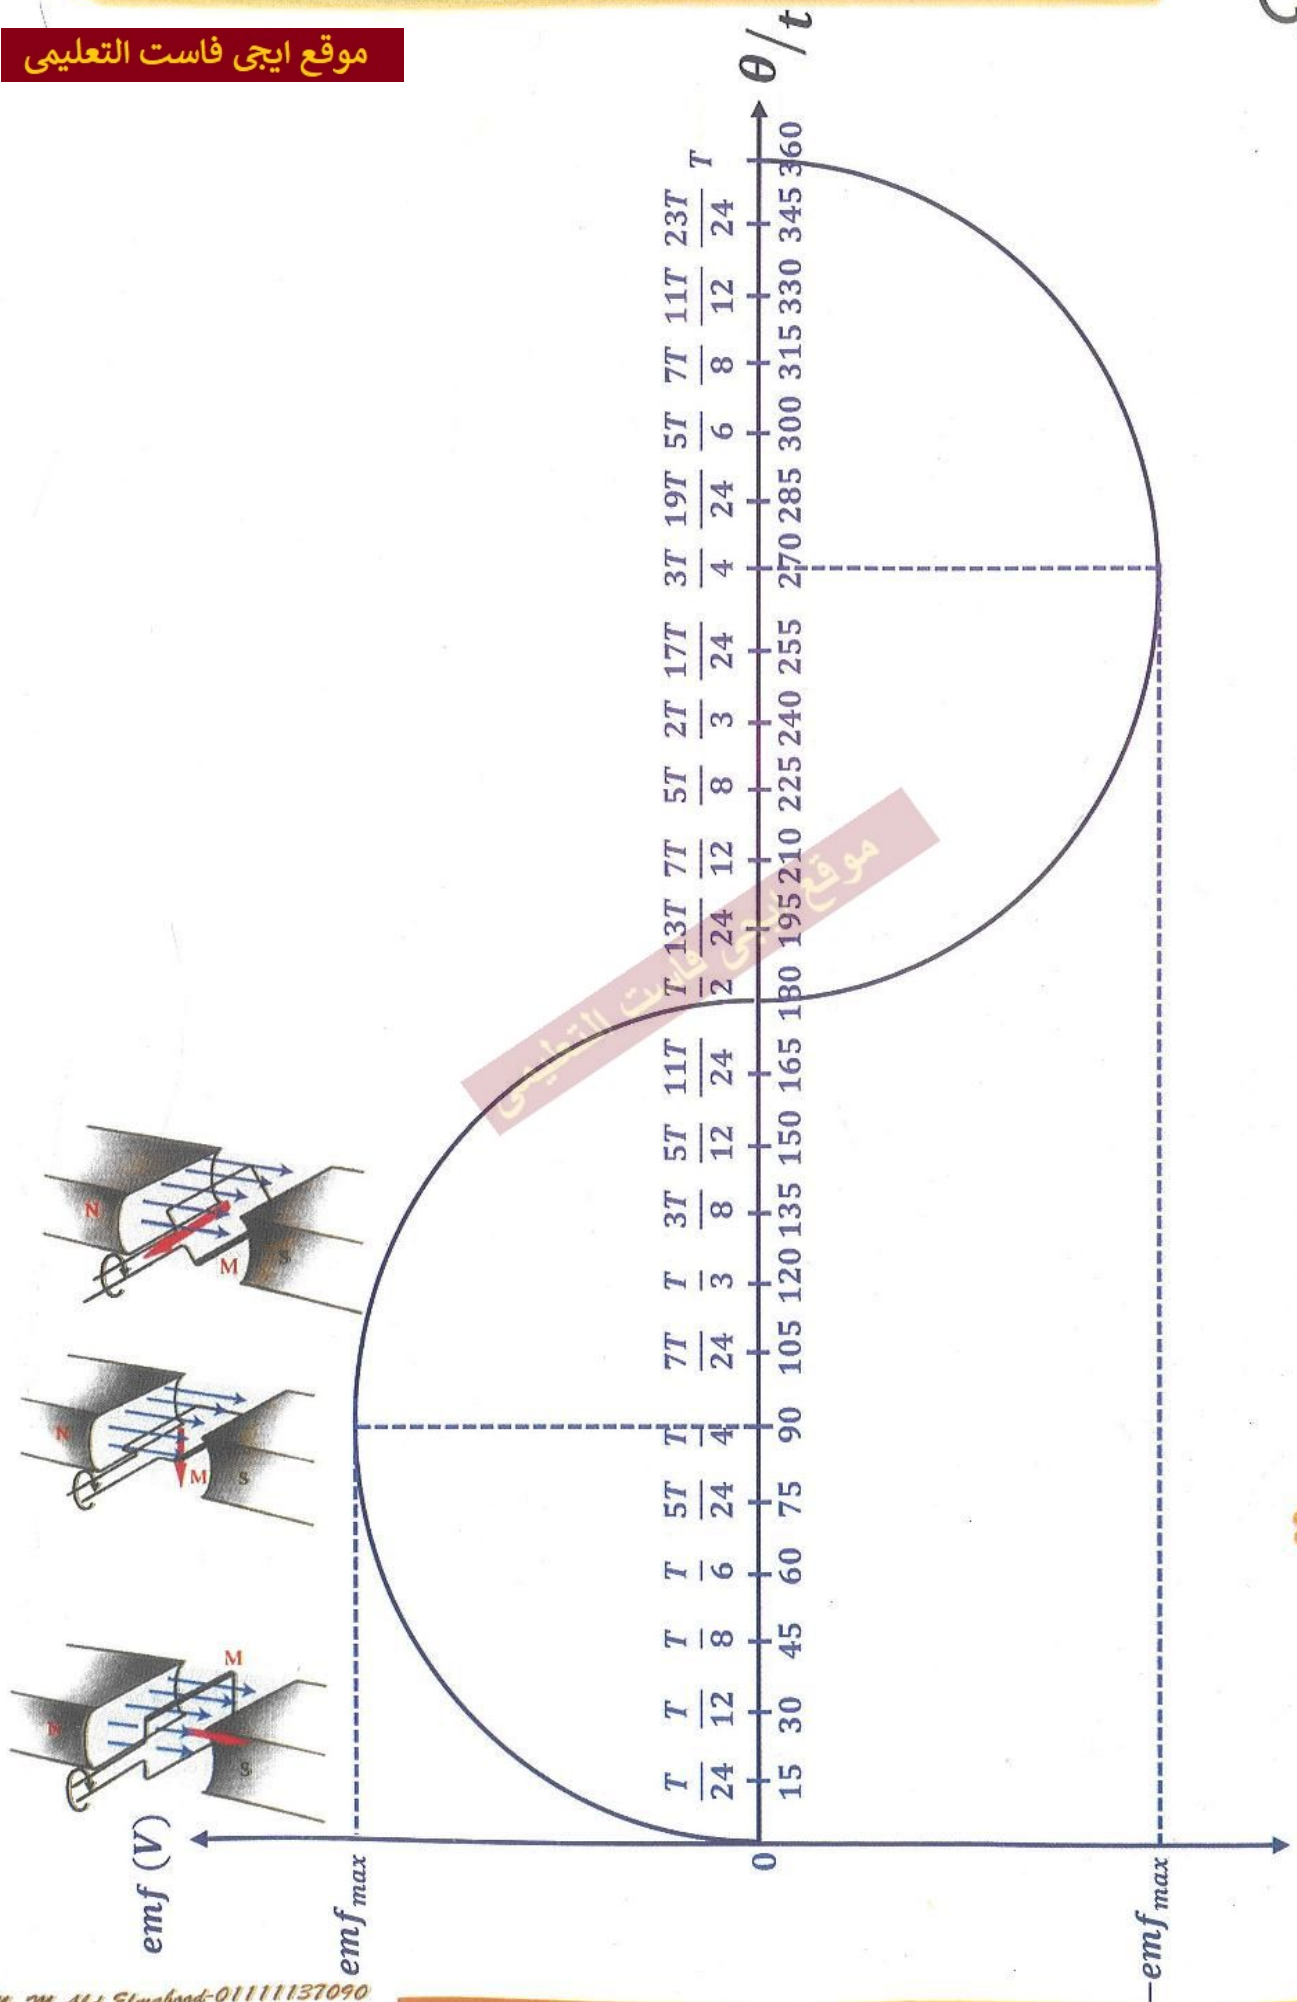 موقع ايجى فاست التعليمى
emf (V)
emf max
N
S
M
N
S
M
N
S
M
T/24 T/12 T/8 T/6 5T/24 T/4 7T/24 T/3 3T/8 5T/12 11T/24 T/2 13T/24 7T/12 5T/8 2T/3 17T/24 3T/4 19T/24 5T/6 7T/8 11T/12 23T/24 T
θ/t
0 15 30 45 60 75 90 105 120 135 150 165 180 195 210 225 240 255 270 285 300 315 330 345 360
−emf max
موقع ايجى فاست التعليمى
01111137090